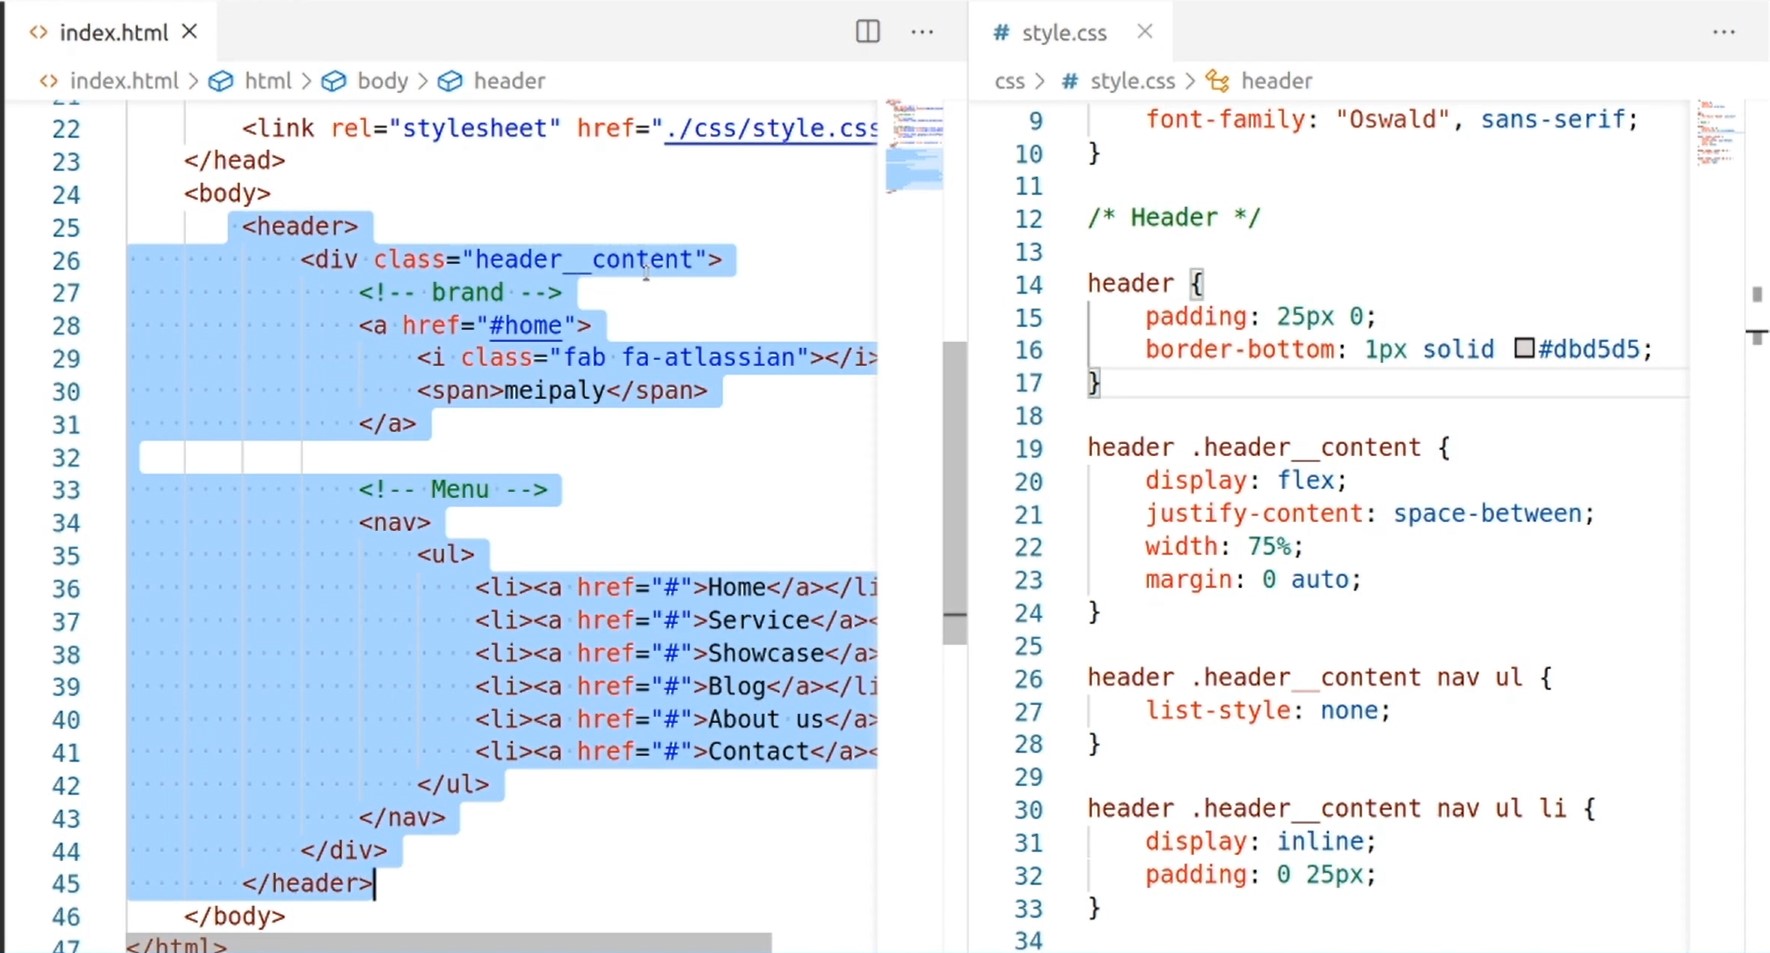 index.html
index.html > html > body > header
22 <link rel="stylesheet" href="./css/style.css
23 </head>
24 <body>
25 <header>
26 <div class="header__content">
27 <!-- brand -->
28 <a href="#home">
29 <i class="fab fa-atlassian"></i>
30 <span>meipaly</span>
31 </a>
32
33 <!-- Menu -->
34 <nav>
35 <ul>
36 <li><a href="#">Home</a></li
37 <li><a href="#">Service</a><
38 <li><a href="#">Showcase</a>
39 <li><a href="#">Blog</a></li
40 <li><a href="#">About us</a>
41 <li><a href="#">Contact</a><
42 </ul>
43 </nav>
44 </div>
45 </header>
46 </body>
47 </html>
# style.css
css > # style.css > header
9 font-family: "Oswald", sans-serif;
10 }
11
12 /* Header */
13
14 header {
15 padding: 25px 0;
16 border-bottom: 1px solid #dbd5d5;
17 }
18
19 header .header__content {
20 display: flex;
21 justify-content: space-between;
22 width: 75%;
23 margin: 0 auto;
24 }
25
26 header .header__content nav ul {
27 list-style: none;
28 }
29
30 header .header__content nav ul li {
31 display: inline;
32 padding: 0 25px;
33 }
34